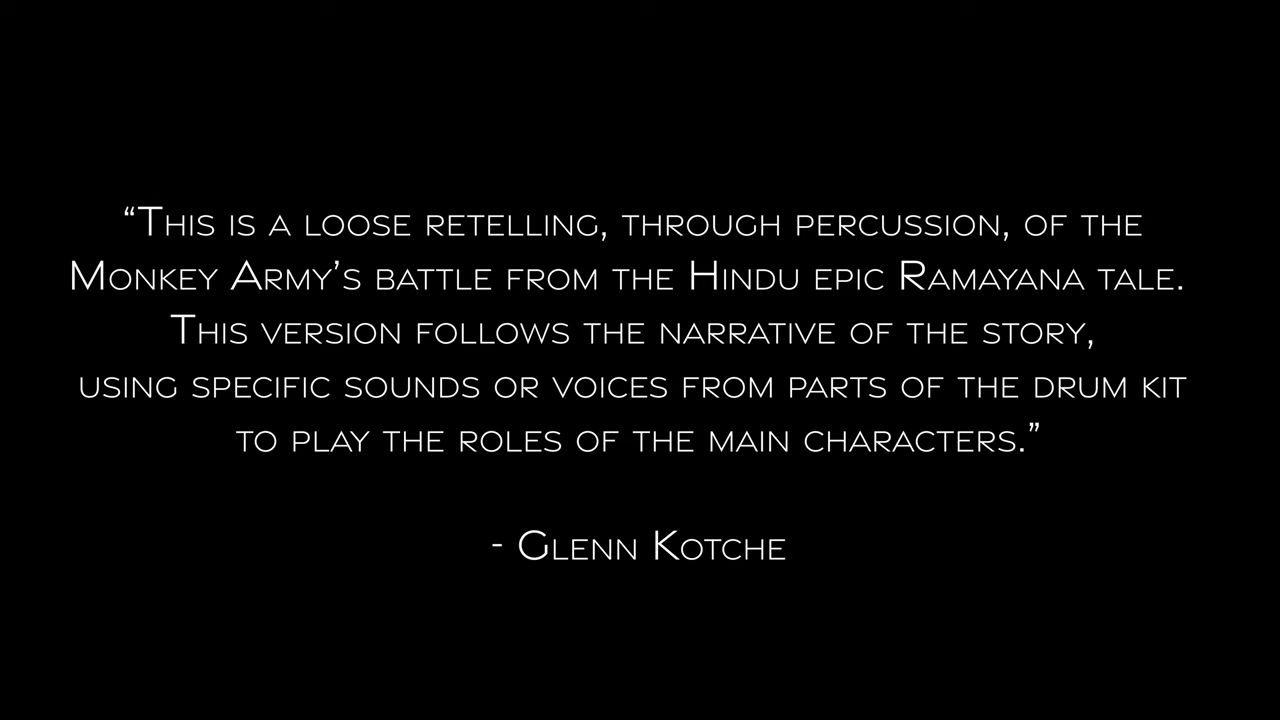 “This is a loose retelling, through percussion, of the
Monkey Army’s battle from the Hindu epic Ramayana tale.
This version follows the narrative of the story,
using specific sounds or voices from parts of the drum kit
to play the roles of the main characters.”
- Glenn Kotche